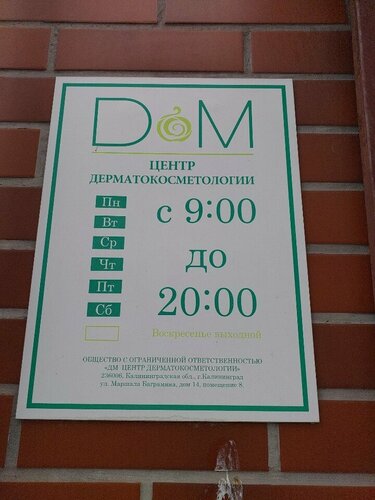 DM
ЦЕНТР
ДЕРМАТОКОСМЕТОЛОГИИ
Пн
Вт
Ср
Чт
Пт
Сб
с 9:00
до
20:00
Воскресенье выходной
ОБЩЕСТВО С ОГРАНИЧЕННОЙ ОТВЕТСТВЕННОСТЬЮ
«ДМ ЦЕНТР ДЕРМАТОКОСМЕТОЛОГИИ»
236006, Калининградская обл., г.Калининград
ул. Маршала Баграмяна, дом 14, помещение 8.